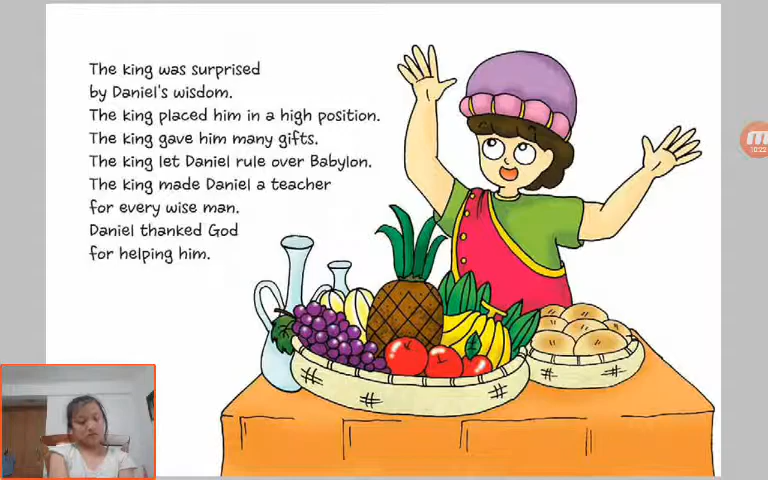 The king was surprised
by Daniel's wisdom.
The king placed him in a high position.
The king gave him many gifts.
The king let Daniel rule over Babylon.
The king made Daniel a teacher
for every wise man.
Daniel thanked God
for helping him.
M
10:22